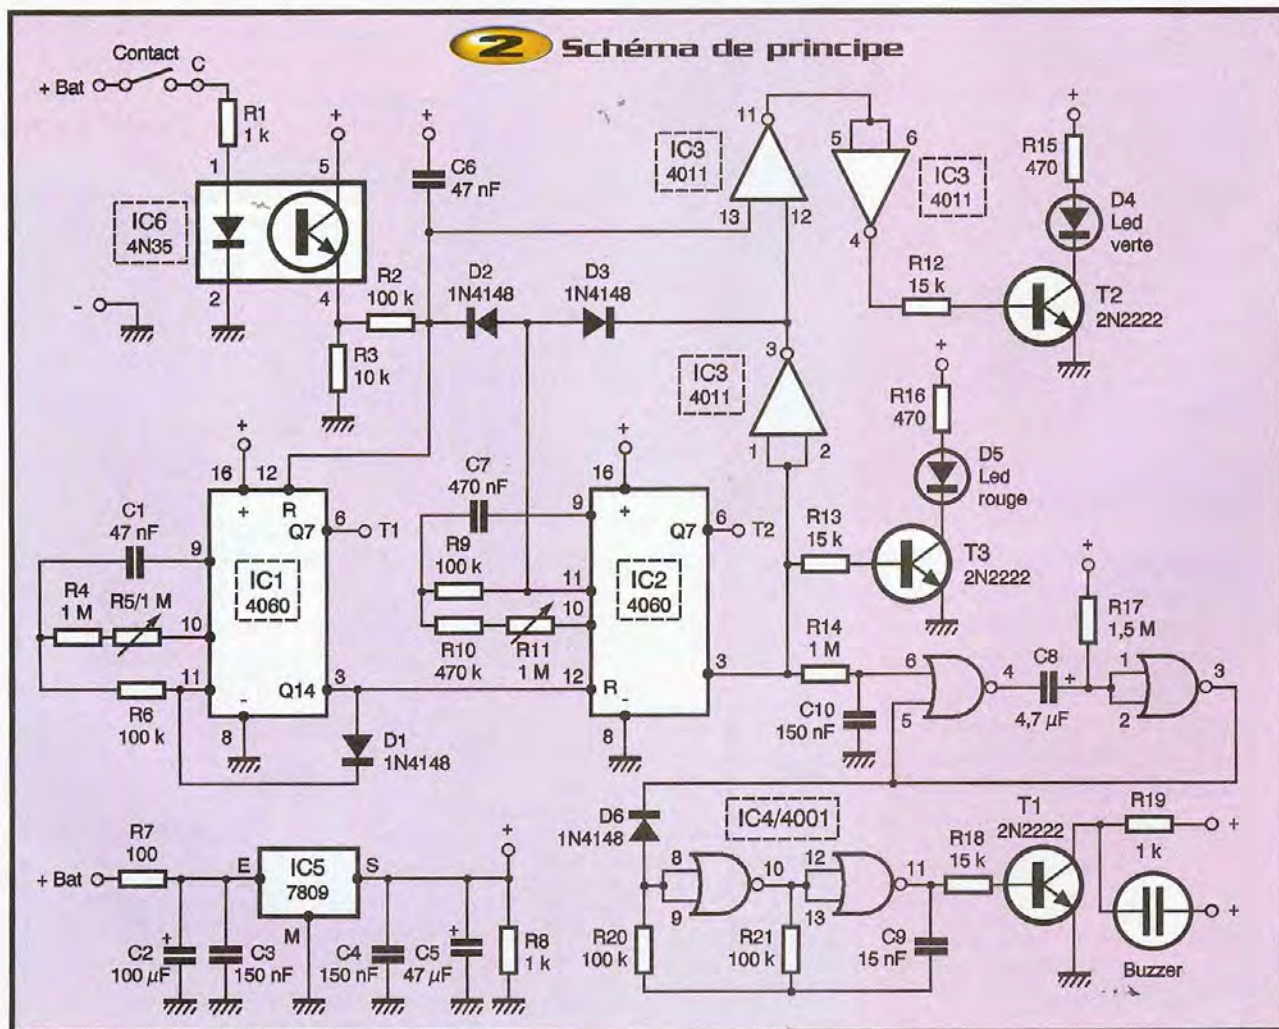 2 Schéma de principe
Contact
+ Bat
C
R1
1 k
1
5
+
IC6
4N35
2
4
-
R3
10 k
R2
100 k
+
C6
47 nF
D2
1N4148
D3
1N4148
11
IC3
4011
13
12
5
6
IC3
4011
4
R12
15 k
+
R15
470
D4
Led
verte
T2
2N2222
3
IC3
4011
1
2
+
R16
470
D5
Led
rouge
R13
15 k
T3
2N2222
+
16
12
+
R
C1
47 nF
9
Q7
6
T1
R4
1 M
R5/1 M
10
IC1
4060
11
R6
100 k
Q14
3
-
8
D1
1N4148
C7
470 nF
+
16
9
+
Q7
6
T2
R9
100 k
11
IC2
4060
10
R10
470 k
R11
1 M
12
R
3
-
8
R14
1 M
C10
150 nF
6
5
4
C8
+
4,7 µF
+
R17
1,5 M
1
2
3
+ Bat
R7
100
E
IC5
7809
S
M
+
+
C2
100 µF
C3
150 nF
C4
150 nF
+
C5
47 µF
R8
1 k
D6
1N4148
IC4/4001
8
9
10
12
13
11
R20
100 k
R21
100 k
C9
15 nF
R18
15 k
T1
2N2222
R19
1 k
+
+
Buzzer